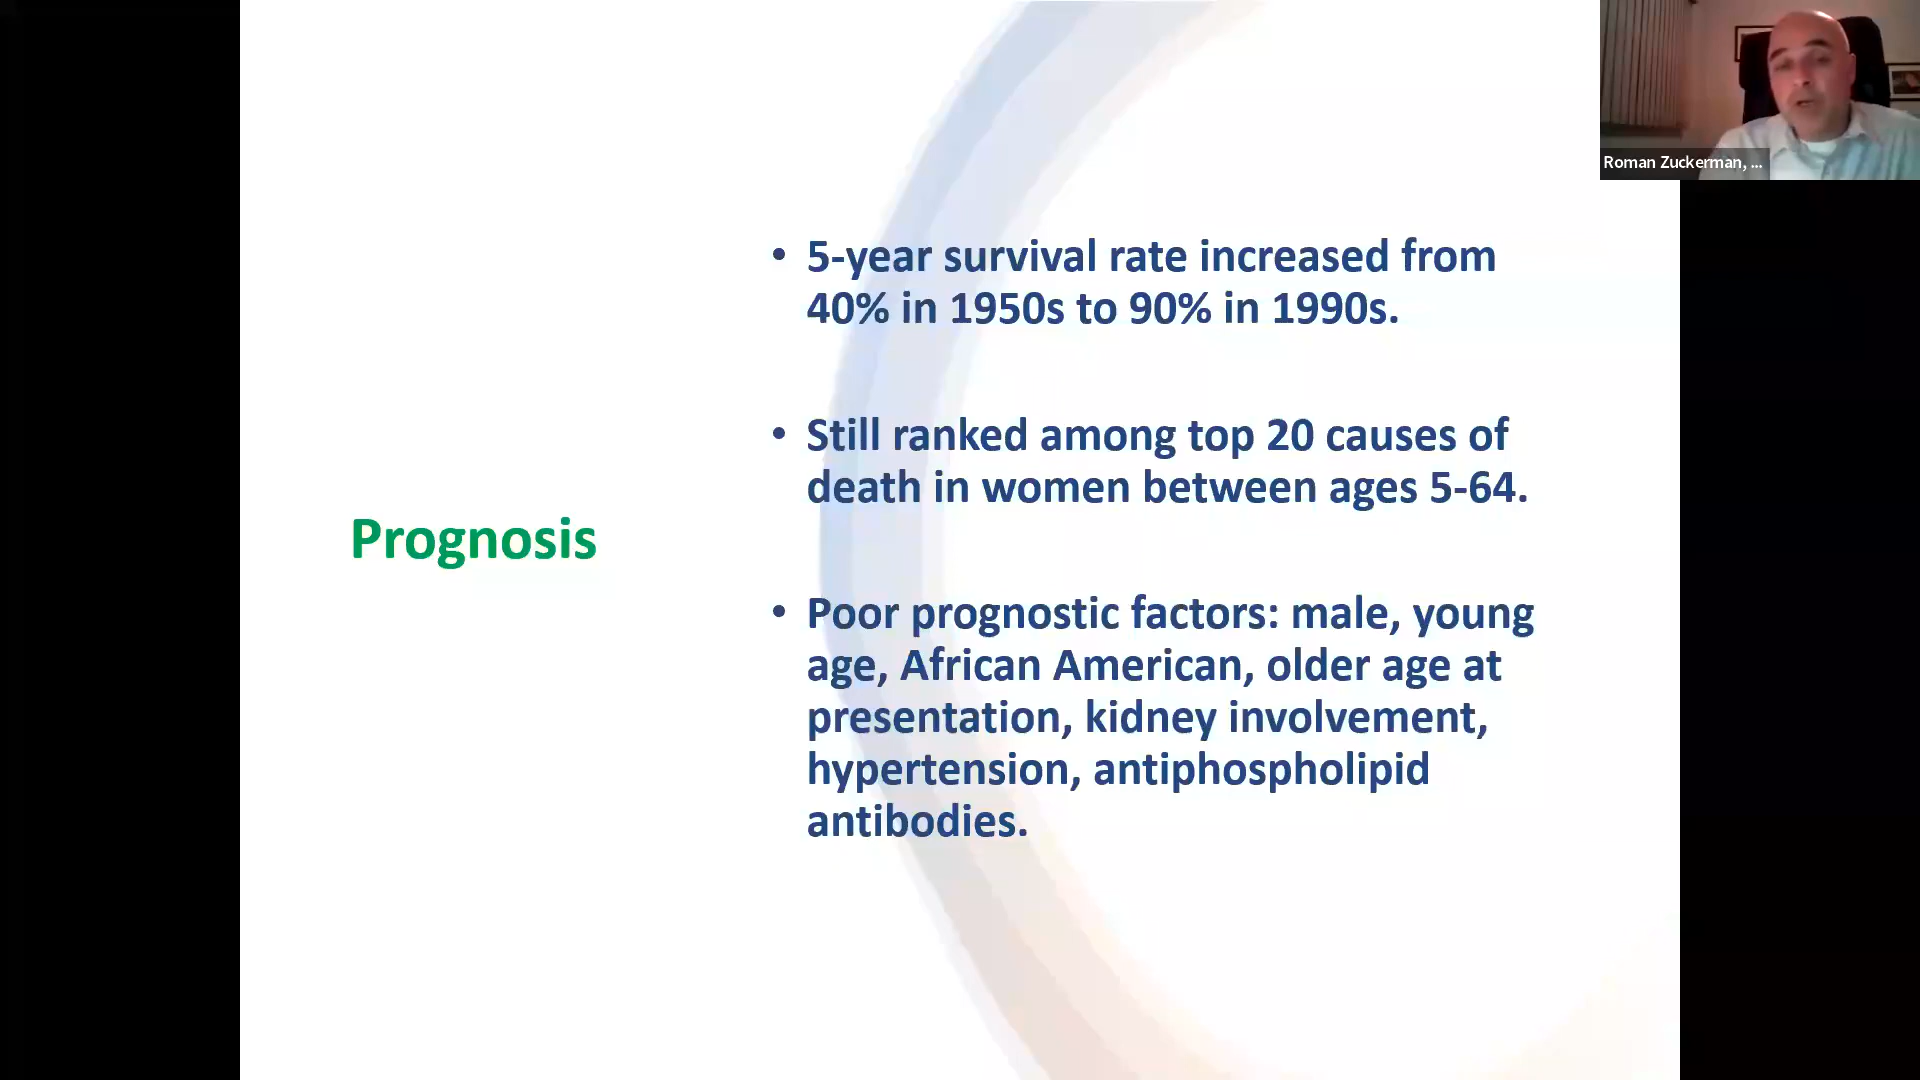 Roman Zuckerman, ...
Prognosis
• 5-year survival rate increased from
40% in 1950s to 90% in 1990s.
• Still ranked among top 20 causes of
death in women between ages 5-64.
• Poor prognostic factors: male, young
age, African American, older age at
presentation, kidney involvement,
hypertension, antiphospholipid
antibodies.